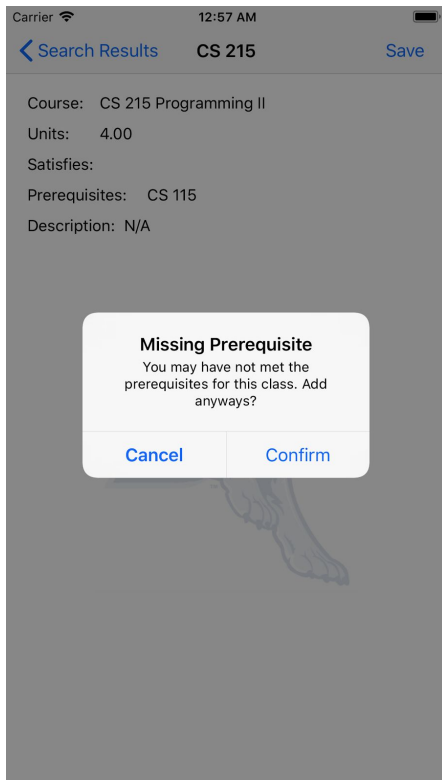 Carrier 12:57 AM
Search Results CS 215 Save
Course: CS 215 Programming II
Units: 4.00
Satisfies:
Prerequisites: CS 115
Description: N/A
Missing Prerequisite
You may have not met the
prerequisites for this class. Add
anyways?
Cancel Confirm